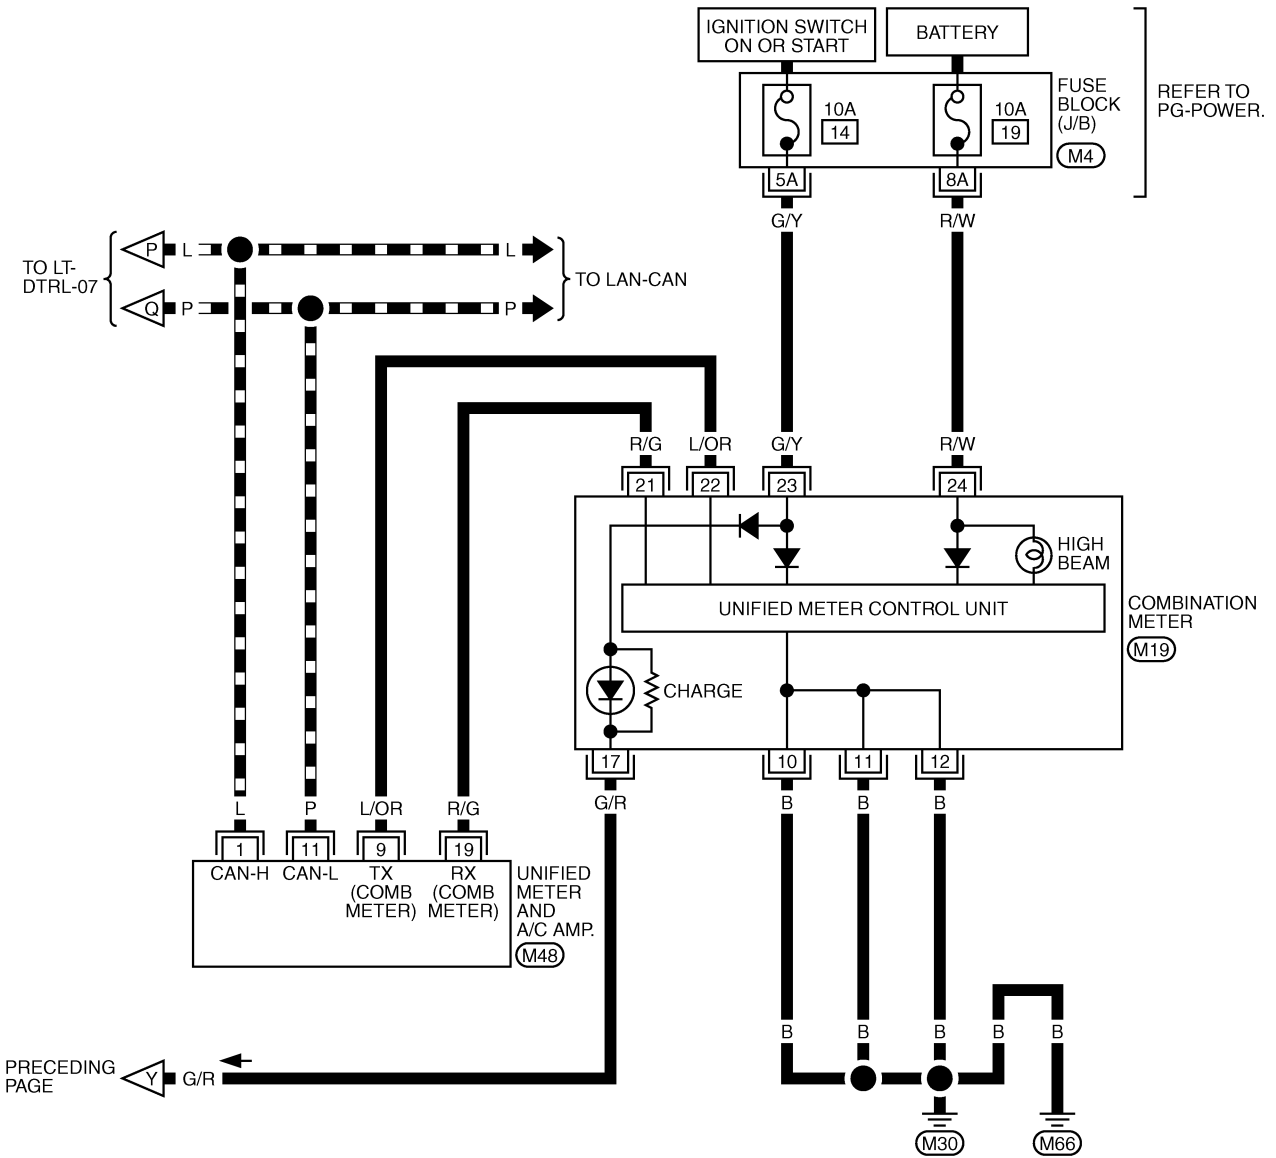 IGNITION SWITCH
ON OR START
BATTERY
10A
14
10A
19
FUSE
BLOCK
(J/B)
M4
REFER TO
PG-POWER.
5A
8A
G/Y
R/W
TO LT-
DTRL-07
P
L
L
Q
P
P
TO LAN-CAN
R/G
L/OR
G/Y
R/W
21
22
23
24
HIGH
BEAM
UNIFIED METER CONTROL UNIT
COMBINATION
METER
M19
CHARGE
17
10
11
12
G/R
B
B
B
L
P
L/OR
R/G
1
11
9
19
CAN-H
CAN-L
TX
(COMB
METER)
RX
(COMB
METER)
UNIFIED
METER
AND
A/C AMP.
M48
B
B
B
B
B
PRECEDING
PAGE
Y
G/R
M30
M66